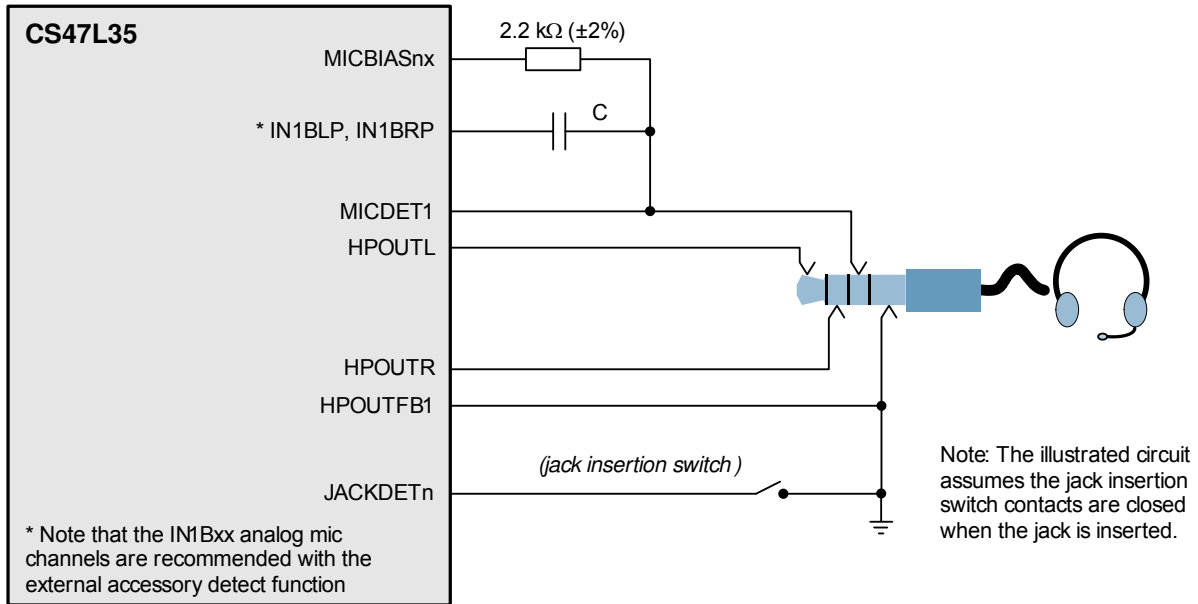 CS47L35
2.2 kΩ (±2%)
MICBIASnx
C
* IN1BLP, IN1BRP
MICDET1
HPOUTL
HPOUTR
HPOUTFB1
(jack insertion switch )
JACKDETn
* Note that the IN1Bxx analog mic
channels are recommended with the
external accessory detect function
Note: The illustrated circuit
assumes the jack insertion
switch contacts are closed
when the jack is inserted.